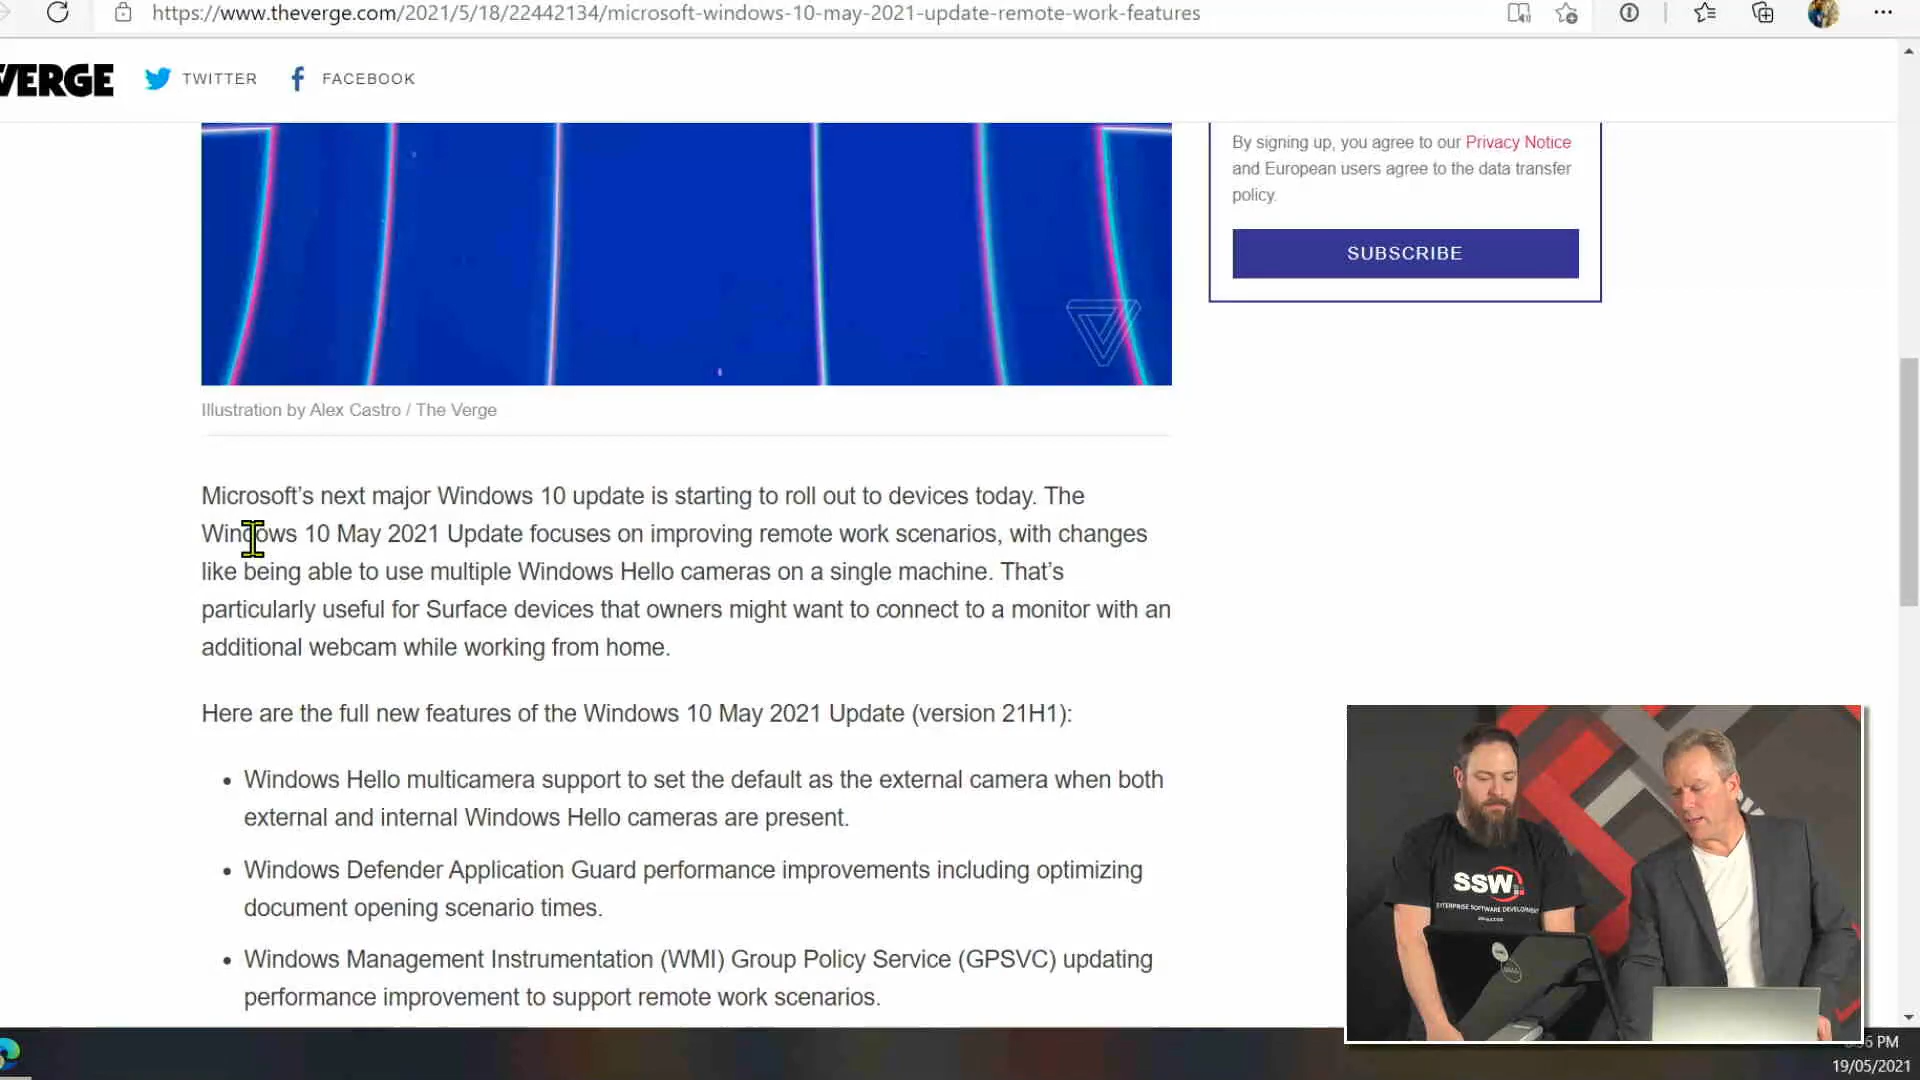 https://www.theverge.com/2021/5/18/22442134/microsoft-windows-10-may-2021-update-remote-work-features
VERGE
TWITTER
FACEBOOK
By signing up, you agree to our Privacy Notice
and European users agree to the data transfer
policy.
SUBSCRIBE
Illustration by Alex Castro / The Verge
Microsoft’s next major Windows 10 update is starting to roll out to devices today. The
Windows 10 May 2021 Update focuses on improving remote work scenarios, with changes
like being able to use multiple Windows Hello cameras on a single machine. That’s
particularly useful for Surface devices that owners might want to connect to a monitor with an
additional webcam while working from home.
Here are the full new features of the Windows 10 May 2021 Update (version 21H1):
• Windows Hello multicamera support to set the default as the external camera when both
external and internal Windows Hello cameras are present.
• Windows Defender Application Guard performance improvements including optimizing
document opening scenario times.
• Windows Management Instrumentation (WMI) Group Policy Service (GPSVC) updating
performance improvement to support remote work scenarios.
SSW
ENTERPRISE SOFTWARE DEVELOPMENT
PM
19/05/2021